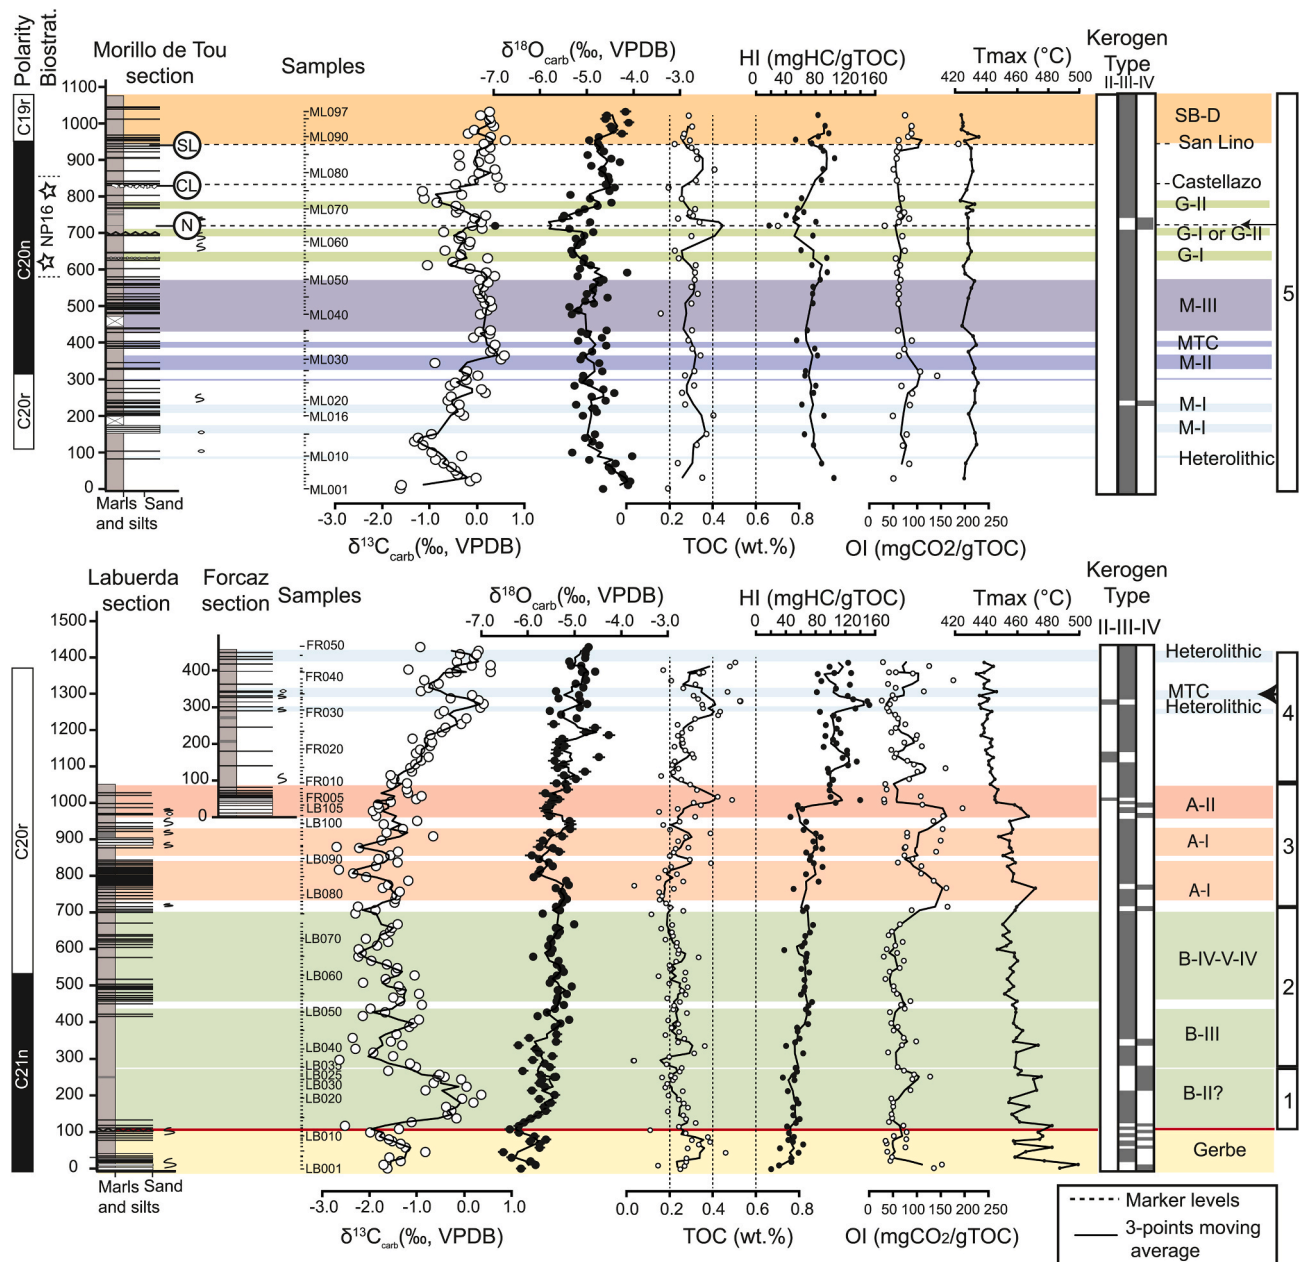 Polarity
Biostrat.
Morillo de Tou
section
Samples
δ18Ocarb(‰, VPDB)
-7.0 -6.0 -5.0 -4.0 -3.0
HI (mgHC/gTOC)
0 40 80 120 160
Tmax (°C)
420 440 460 480 500
Kerogen
Type
II-III-IV
1100
1000
900
800
700
600
500
400
300
200
100
0
C19r
C20n
C20r
NP16
SL
CL
N
ML097
ML090
ML080
ML070
ML060
ML050
ML040
ML030
ML020
ML016
ML010
ML001
SB-D
San Lino
Castellazo
G-II
G-I or G-II
G-I
M-III
MTC
M-II
M-I
M-I
Heterolithic
5
Marls Sand
and silts
-3.0 -2.0 -1.0 0.0 1.0
δ13Ccarb(‰, VPDB)
0 0.2 0.4 0.6 0.8
TOC (wt.%)
0 50 100 150 200 250
OI (mgCO2/gTOC)
Labuerda
section
Forcaz
section
Samples
δ18Ocarb(‰, VPDB)
-7.0 -6.0 -5.0 -4.0 -3.0
HI (mgHC/gTOC)
0 40 80 120 160
Tmax (°C)
420 440 460 480 500
Kerogen
Type
II-III-IV
1500
1400
1300
1200
1100
1000
900
800
700
600
500
400
300
200
100
0
400
300
200
100
0
C20r
C21n
FR050
FR040
FR030
FR020
FR010
FR005
LB105
LB100
LB090
LB080
LB070
LB060
LB050
LB040
LB035
LB025
LB030
LB020
LB010
LB001
Heterolithic
MTC
Heterolithic
A-II
A-I
A-I
B-IV-V-IV
B-III
B-II?
Gerbe
4
3
2
1
Marls Sand
and silts
-3.0 -2.0 -1.0 0.0 1.0
δ13Ccarb(‰, VPDB)
0.0 0.2 0.4 0.6 0.8
TOC (wt.%)
0 50 100 150 200 250
OI (mgCO2/gTOC)
Marker levels
3-points moving
average